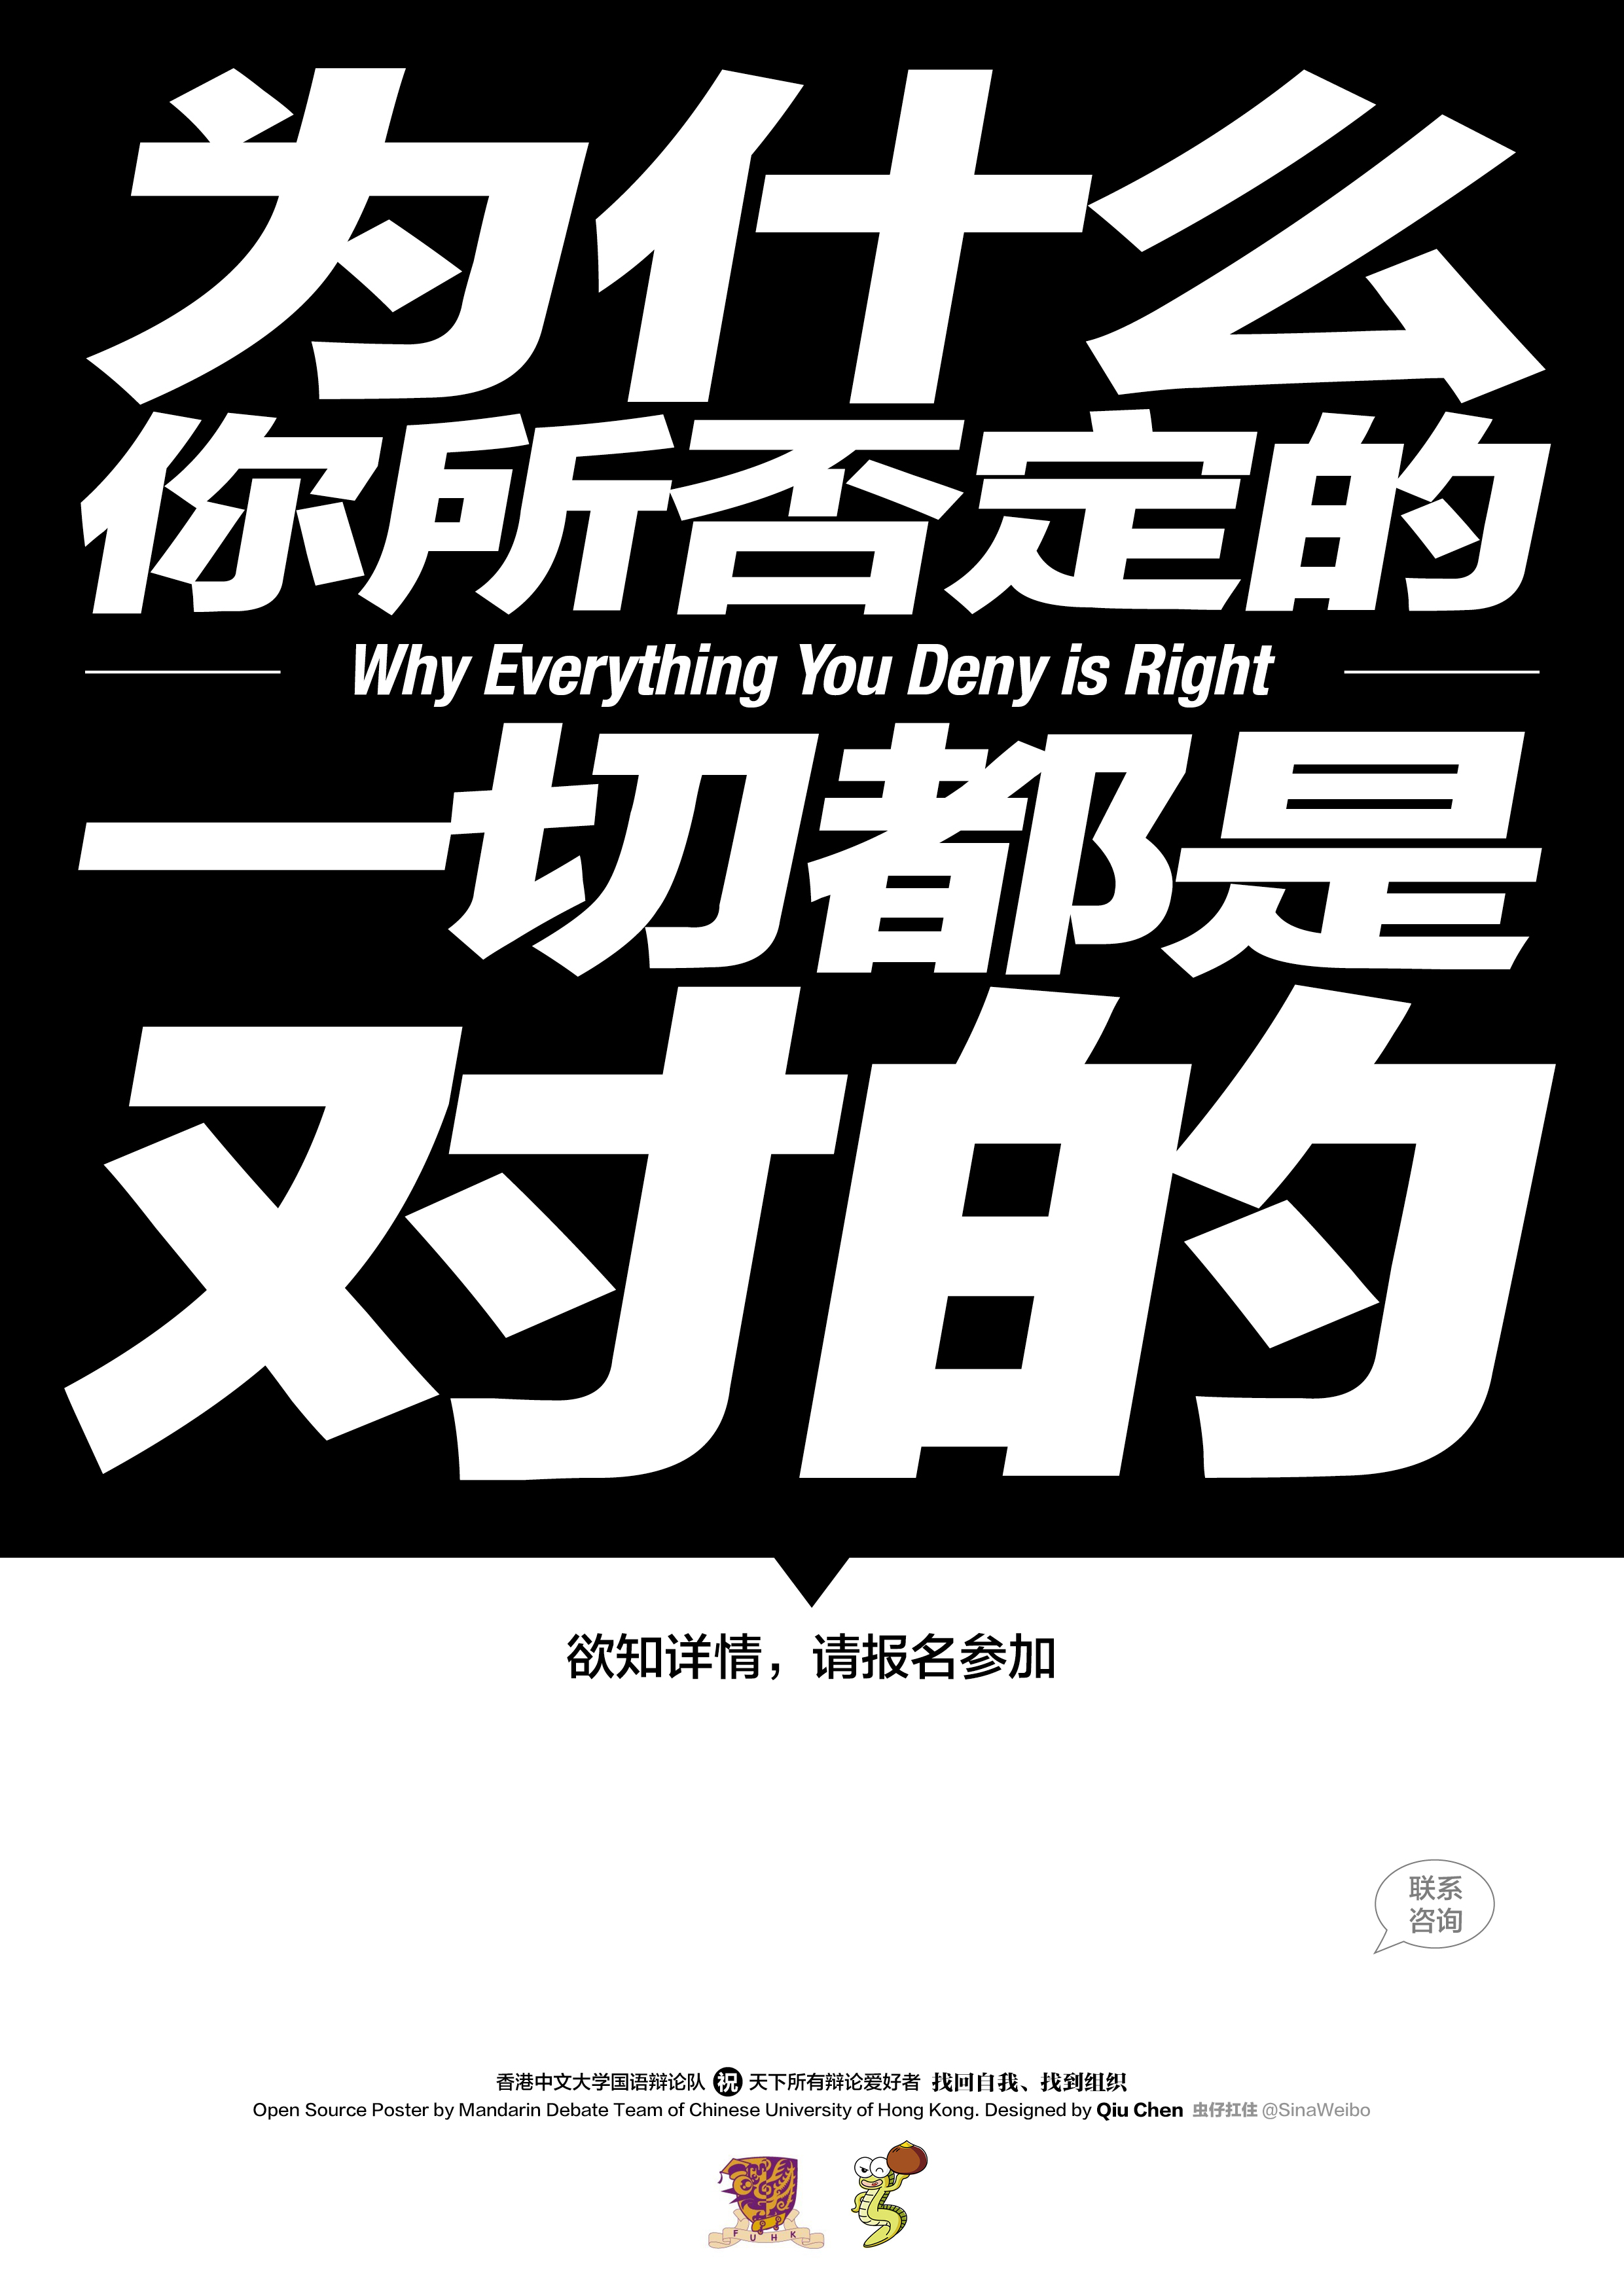 为什么
你所否定的
Why Everything You Deny is Right
一切都是
对的
欲知详情，请报名参加
联系
咨询
香港中文大学国语辩论队 祝 天下所有辩论爱好者 找回自我、找到组织
Open Source Poster by Mandarin Debate Team of Chinese University of Hong Kong. Designed by Qiu Chen 虫仔扛住 @SinaWeibo
F U H K